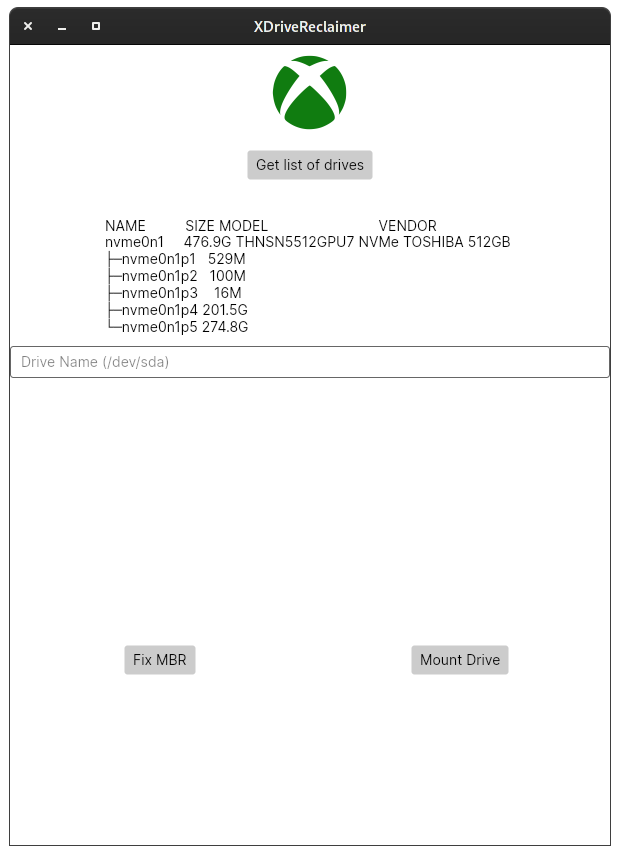 XDriveReclaimer
Get list of drives
NAME SIZE MODEL VENDOR
nvme0n1 476.9G THNSN5512GPU7 NVMe TOSHIBA 512GB
├─nvme0n1p1 529M
├─nvme0n1p2 100M
├─nvme0n1p3 16M
├─nvme0n1p4 201.5G
└─nvme0n1p5 274.8G
Drive Name (/dev/sda)
Fix MBR
Mount Drive